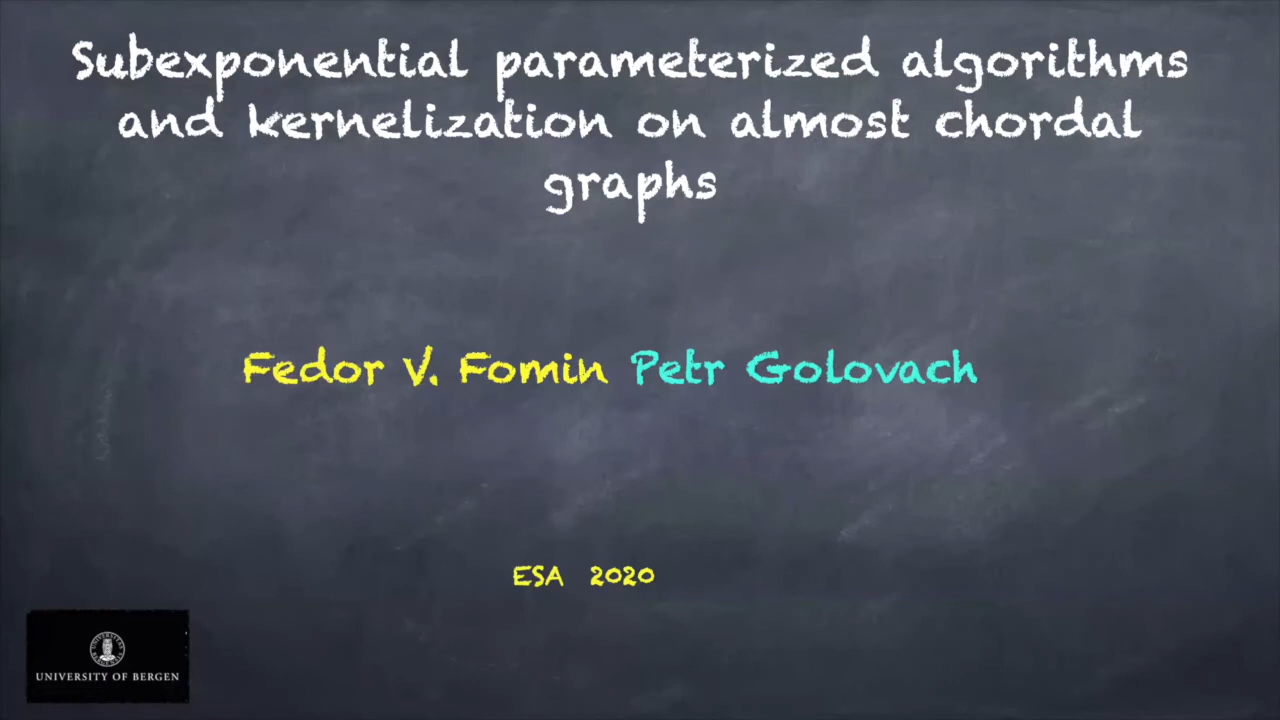 Subexponential parameterized algorithms
and kernelization on almost chordal
graphs
Fedor V. Fomin Petr Golovach
ESA 2020
UNIVERSITY OF BERGEN